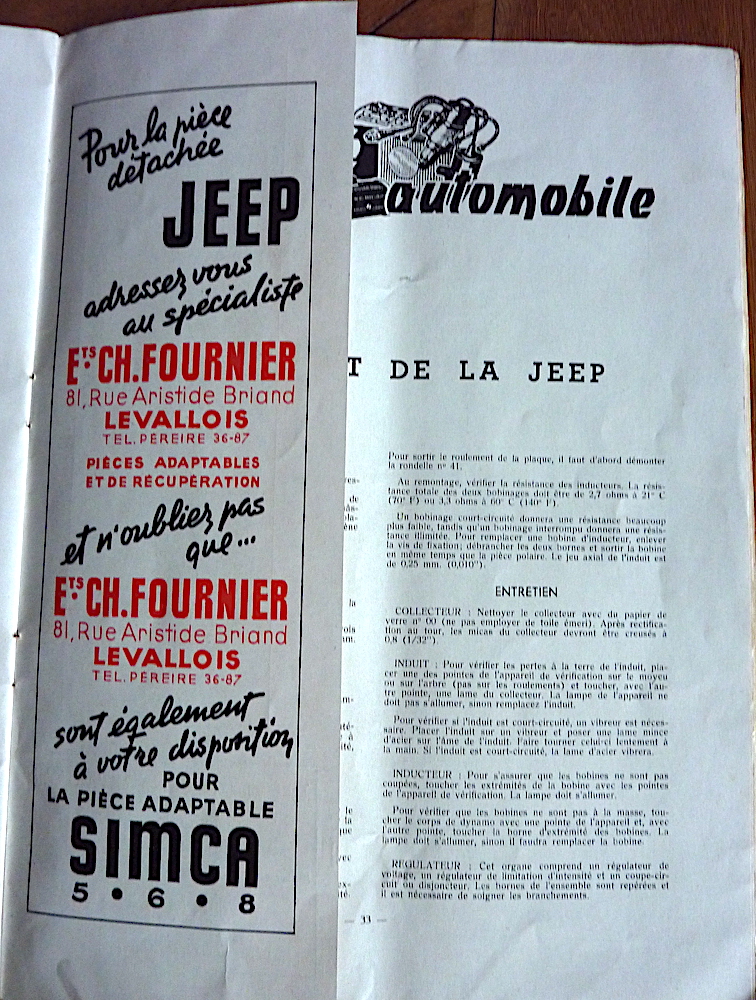 Pour la pièce
détachée
JEEP
adressez vous
au spécialiste
ETS CH. FOURNIER
81, Rue Aristide Briand
LEVALLOIS
TEL. PÉREIRE 36-87
PIÈCES ADAPTABLES
ET DE RÉCUPÉRATION
et n'oubliez pas
que...
ETS CH. FOURNIER
81, Rue Aristide Briand
LEVALLOIS
TEL. PÉREIRE 36-87
sont également
à votre disposition
POUR
LA PIÈCE ADAPTABLE
SIMCA
5 • 6 • 8
automobile
T DE LA JEEP
Pour sortir le roulement de la plaque, il faut d'abord démonter
la rondelle n° 41.
Au remontage, vérifier la résistance des inducteurs. La résis-
tance totale des deux bobinages doit être de 2,7 ohms à 21° C
(70° F) ou 3,3 ohms à 60° C (140° F).
Un bobinage court-circuité donnera une résistance beaucoup
plus faible, tandis qu'un bobinage interrompu donnera une résis-
tance illimitée. Pour remplacer une bobine d'inducteur, enlever
la vis de fixation; débrancher les deux bornes et sortir la bobine
en même temps que la pièce polaire. Le jeu axial de l'induit est
de 0,25 mm. (0,010").
ENTRETIEN
COLLECTEUR : Nettoyer le collecteur avec du papier de
verre n° 00 (ne pas employer de toile émeri). Après rectifica-
tion au tour, les micas du collecteur devront être creusés à
0,8 (1/32").
INDUIT : Pour vérifier les pertes à la terre de l'induit, pla-
cer une des pointes de l'appareil de vérification sur le moyeu
ou sur l'arbre (pas sur les roulements) et toucher, avec l'au-
tre pointe, une lame du collecteur. La lampe de l'appareil ne
doit pas s'allumer, sinon remplacez l'induit.
Pour vérifier si l'induit est court-circuité, un vibreur est néces-
saire. Placer l'induit sur un vibreur et poser une lame mince
d'acier sur l'âme de l'induit. Faire tourner celui-ci lentement à
la main. Si l'induit est court-circuité, la lame d'acier vibrera.
INDUCTEUR : Pour s'assurer que les bobines ne sont pas
coupées, toucher les extrémités de la bobine avec les pointes
de l'appareil de vérification. La lampe doit s'allumer.
Pour vérifier que les bobines ne sont pas à la masse, tou-
cher le corps de dynamo avec une pointe de l'appareil et, avec
l'autre pointe, toucher la borne d'extrémité des bobines. La
lampe doit s'allumer, sinon il faudra remplacer la bobine.
REGULATEUR : Cet organe comprend un régulateur de
voltage, un régulateur de limitation d'intensité et un coupe-cir-
cuit ou disjoncteur. Les bornes de l'ensemble sont repérées et
il est nécessaire de soigner les branchements.
— 33 —